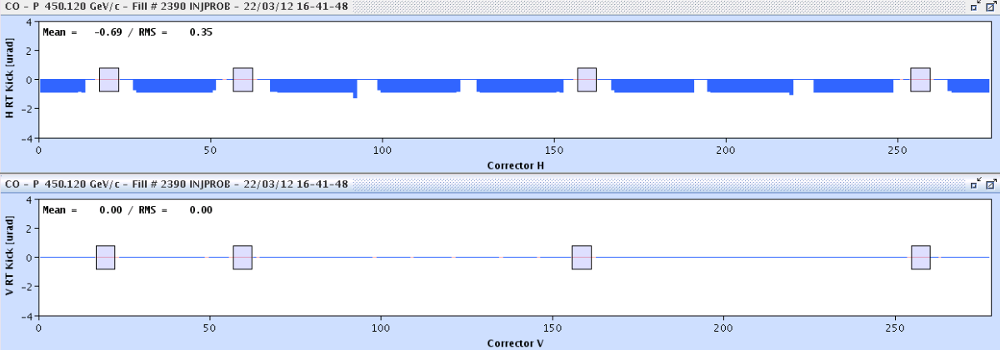 CO - P 450.120 GeV/c - Fill # 2390 INJPROB - 22/03/12 16-41-48
Mean = -0.69 / RMS = 0.35
H RT Kick [urad]
4
2
0
-2
-4
0 50 100 150 200 250
Corrector H
CO - P 450.120 GeV/c - Fill # 2390 INJPROB - 22/03/12 16-41-48
Mean = 0.00 / RMS = 0.00
V RT Kick [urad]
4
2
0
-2
-4
0 50 100 150 200 250
Corrector V